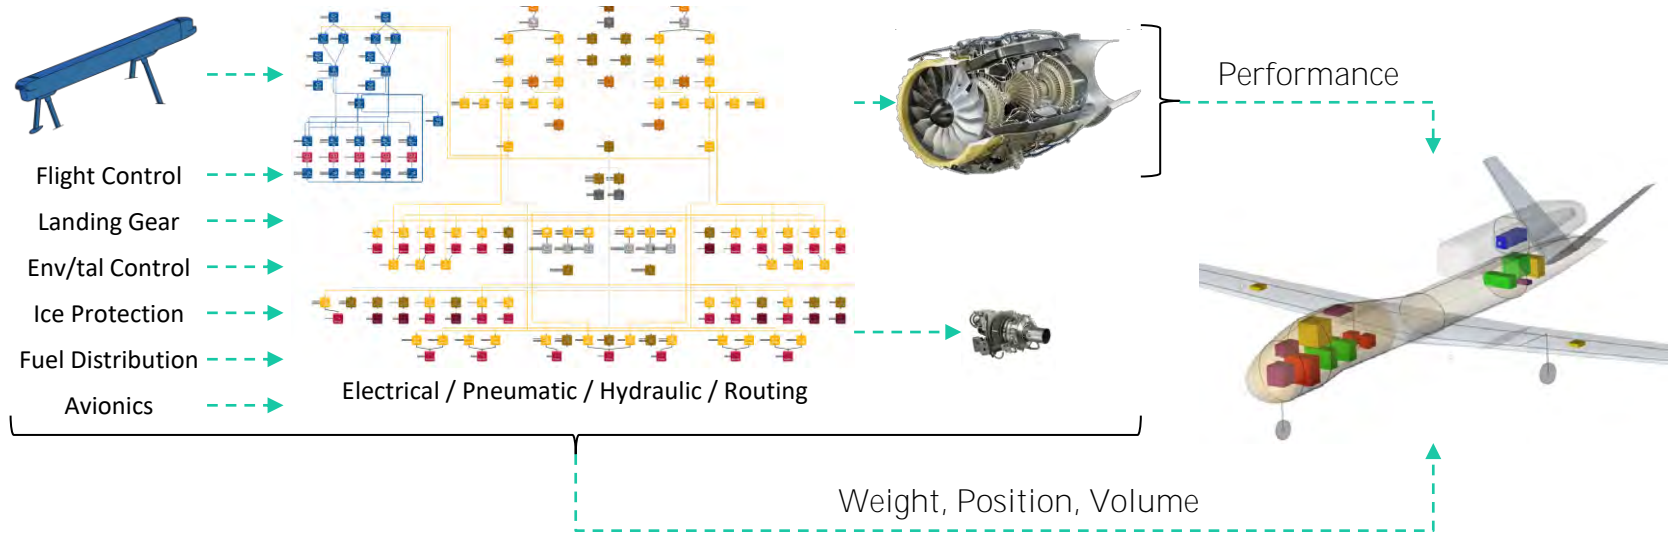 Performance
Flight Control
Landing Gear
Env/tal Control
Ice Protection
Fuel Distribution
Avionics
Electrical / Pneumatic / Hydraulic / Routing
Weight, Position, Volume